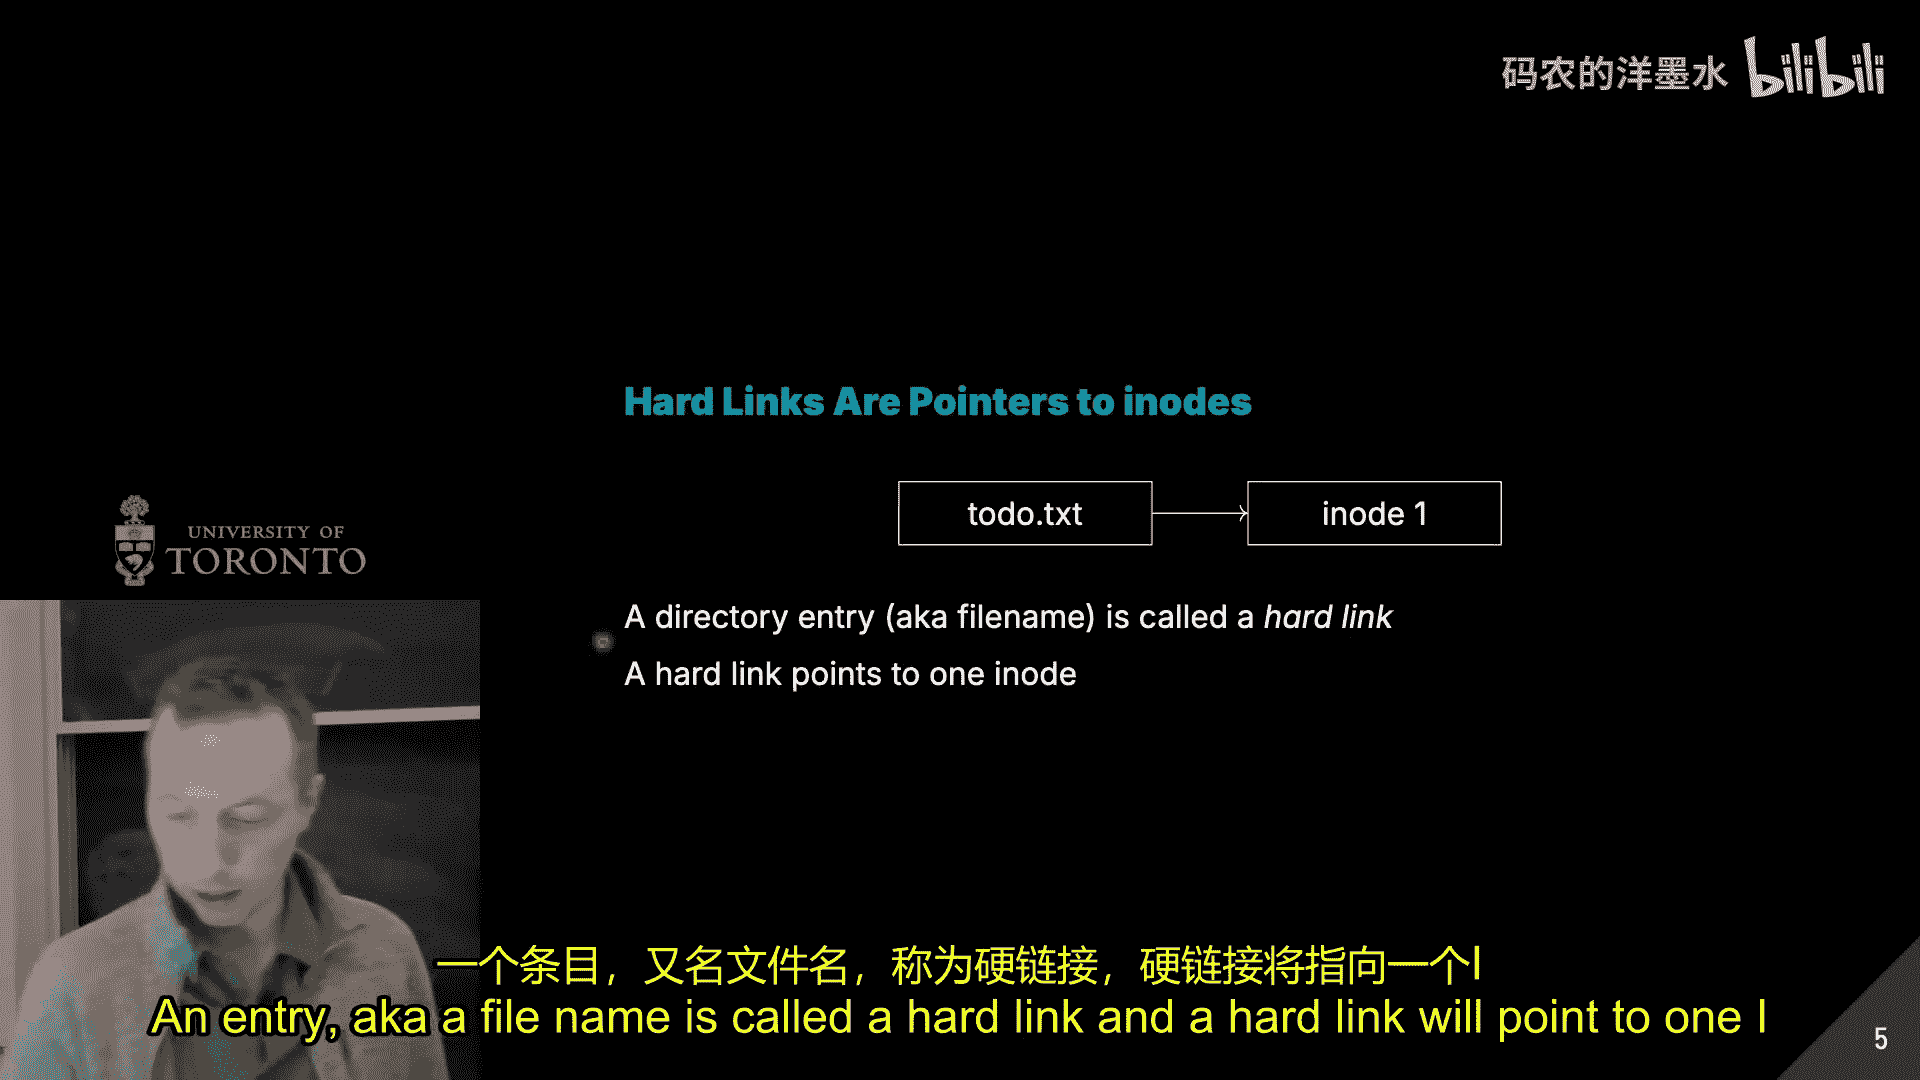 码农的洋墨水 bilibili
Hard Links Are Pointers to inodes
todo.txt
inode 1
UNIVERSITY OF
TORONTO
A directory entry (aka filename) is called a hard link
A hard link points to one inode
一个条目，又名文件名，称为硬链接，硬链接将指向一个I
An entry, aka a file name is called a hard link and a hard link will point to one I
5